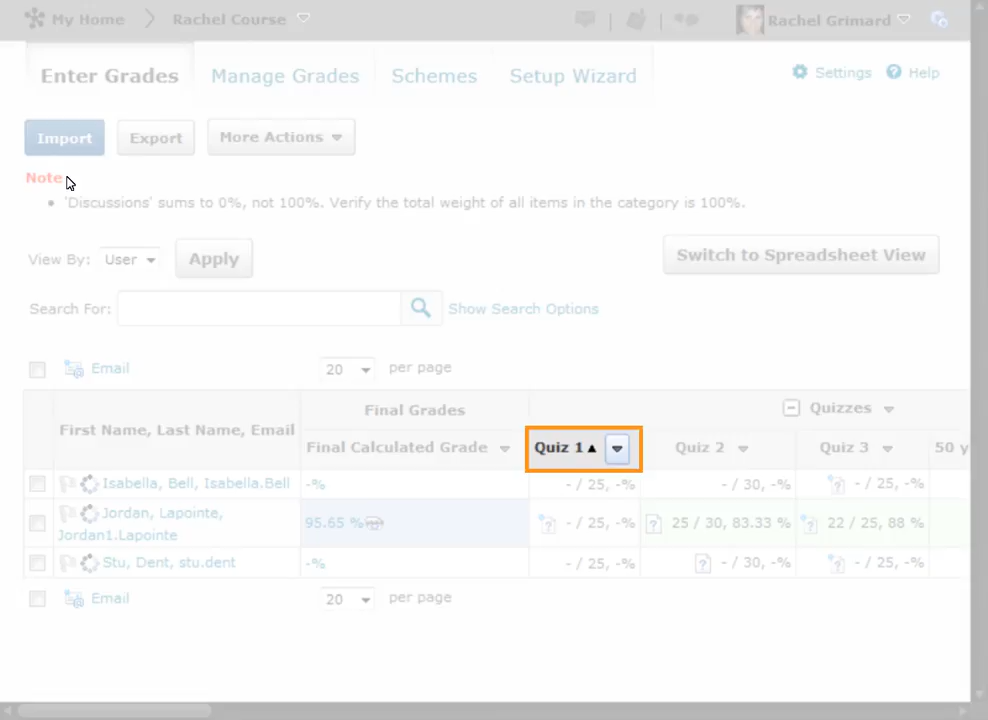 My Home Rachel Course Rachel Grimard
Enter Grades Manage Grades Schemes Setup Wizard Settings Help
Import Export More Actions
Note
'Discussions' sums to 0%, not 100%. Verify the total weight of all items in the category is 100%.
View By: User Apply Switch to Spreadsheet View
Search For: Show Search Options
Email 20 per page
Final Grades Quizzes
First Name, Last Name, Email Final Calculated Grade Quiz 1 Quiz 2 Quiz 3 50 y
Isabella, Bell, Isabella.Bell -% - / 25, -% - / 30, -% - / 25, -%
Jordan, Lapointe, 95.65 % - / 25, -% 25 / 30, 83.33 % 22 / 25, 88 %
Jordan1.Lapointe
Stu, Dent, stu.dent -% - / 25, -% - / 30, -% - / 25, -%
Email 20 per page